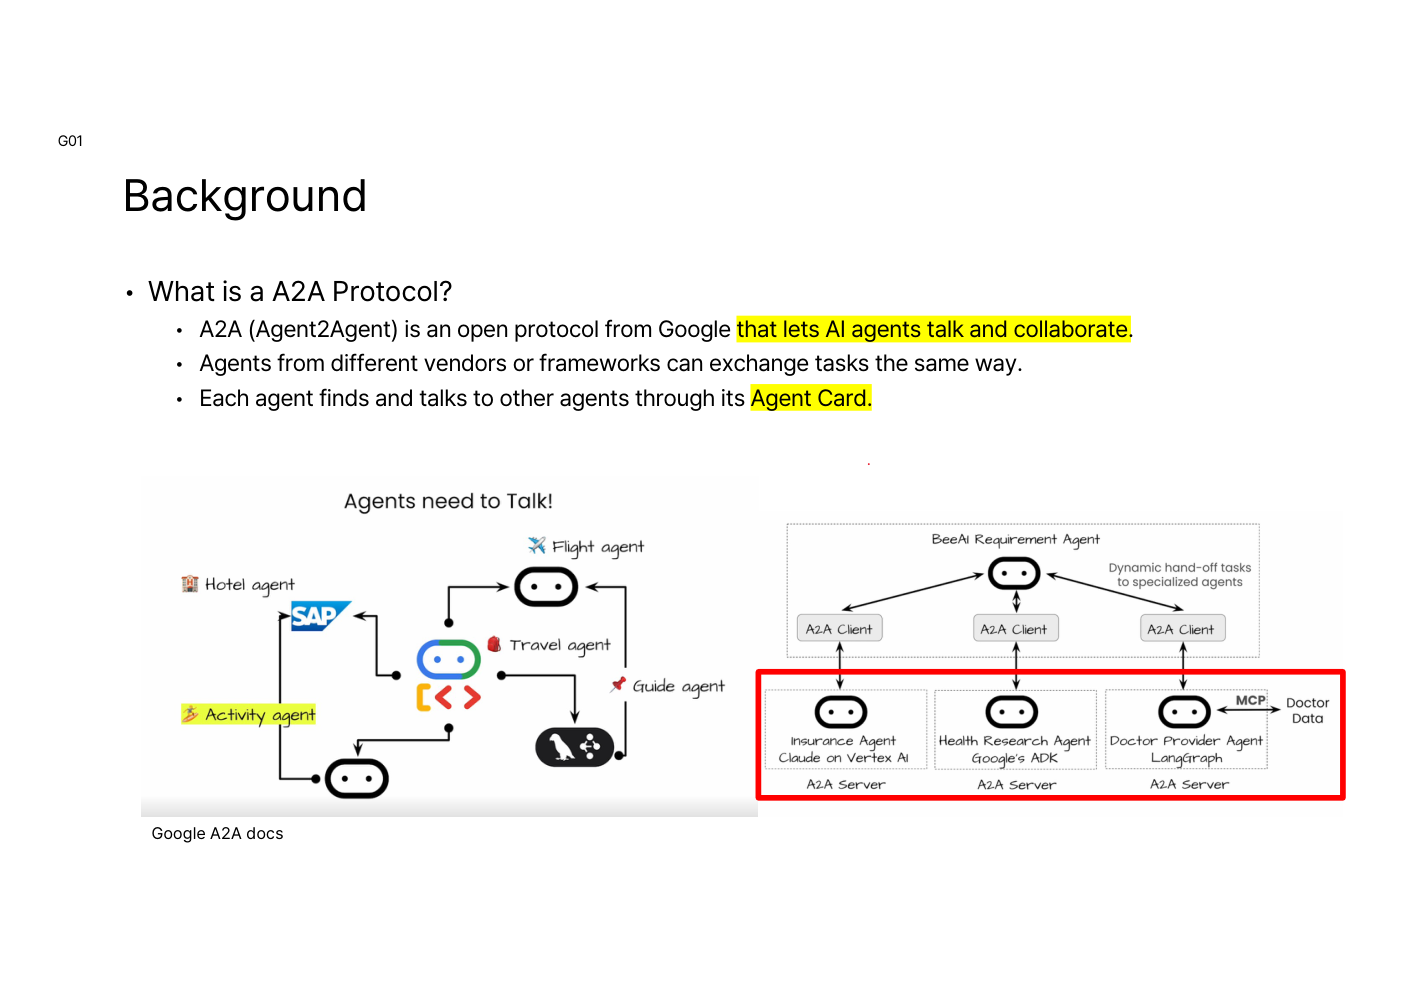 G01
Background
• What is a A2A Protocol?
• A2A (Agent2Agent) is an open protocol from Google that lets AI agents talk and collaborate.
• Agents from different vendors or frameworks can exchange tasks the same way.
• Each agent finds and talks to other agents through its Agent Card.
Agents need to Talk!
Flight agent
Hotel agent
SAP
Travel agent
Guide agent
Activity agent
Google A2A docs
BeeAI Requirement Agent
Dynamic hand-off tasks
to specialized agents
A2A Client
A2A Client
A2A Client
MCP
Doctor
Data
Insurance Agent
Claude on Vertex AI
A2A Server
Health Research Agent
Google's ADK
A2A Server
Doctor Provider Agent
LangGraph
A2A Server